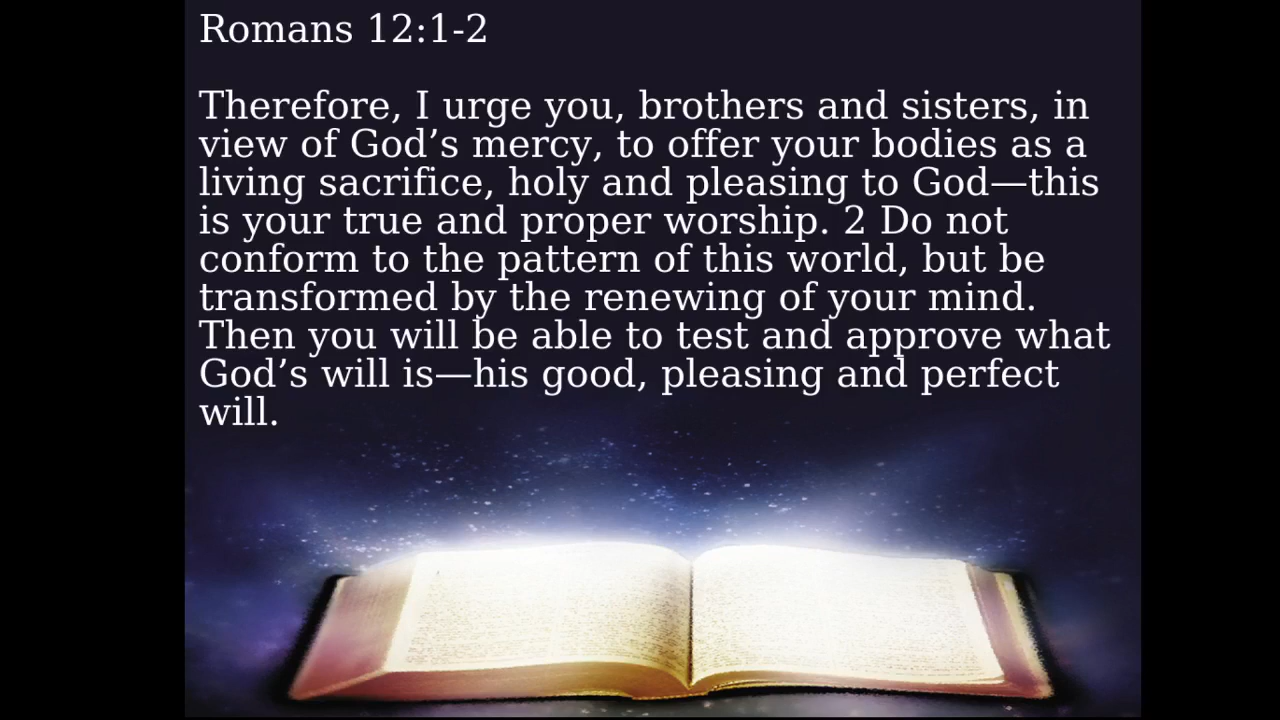 Romans 12:1-2
Therefore, I urge you, brothers and sisters, in
view of God’s mercy, to offer your bodies as a
living sacrifice, holy and pleasing to God—this
is your true and proper worship. 2 Do not
conform to the pattern of this world, but be
transformed by the renewing of your mind.
Then you will be able to test and approve what
God’s will is—his good, pleasing and perfect
will.